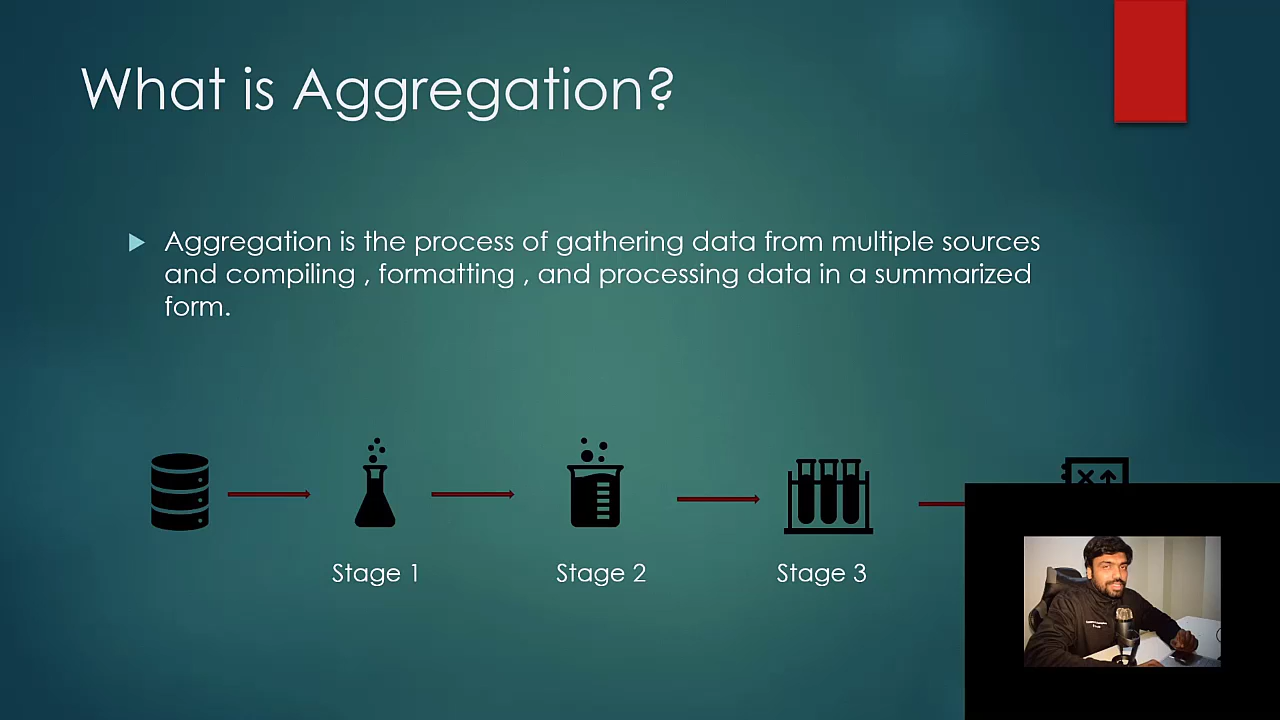 What is Aggregation?
Aggregation is the process of gathering data from multiple sources
and compiling , formatting , and processing data in a summarized
form.
Stage 1
Stage 2
Stage 3